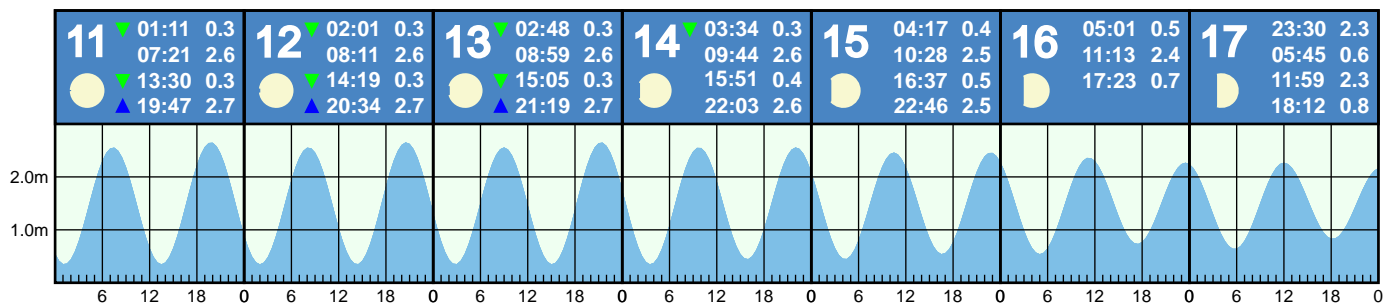 11 ▼ 01:11 0.3
07:21 2.6
▼ 13:30 0.3
▲ 19:47 2.7
12 ▼ 02:01 0.3
08:11 2.6
▼ 14:19 0.3
▲ 20:34 2.7
13 ▼ 02:48 0.3
08:59 2.6
▼ 15:05 0.3
▲ 21:19 2.7
14 ▼ 03:34 0.3
09:44 2.6
15:51 0.4
22:03 2.6
15 04:17 0.4
10:28 2.5
16:37 0.5
22:46 2.5
16 05:01 0.5
11:13 2.4
17:23 0.7
17 23:30 2.3
05:45 0.6
11:59 2.3
18:12 0.8
2.0m
1.0m
6 12 18 0 6 12 18 0 6 12 18 0 6 12 18 0 6 12 18 0 6 12 18 0 6 12 18 0